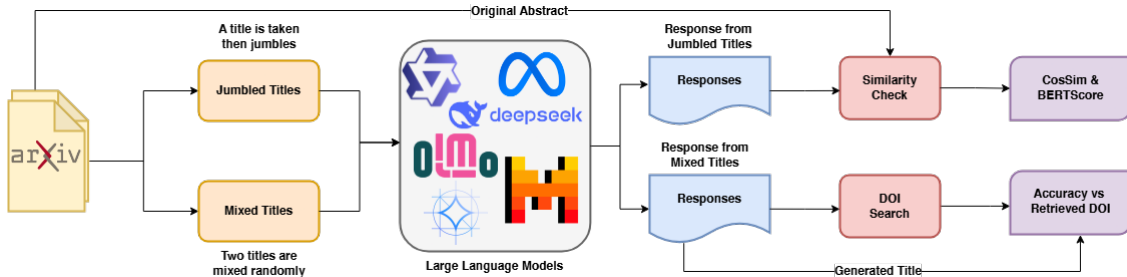 Original Abstract
A title is taken
then jumbles
Jumbled Titles
arXiv
Mixed Titles
Two titles are
mixed randomly
deepseek
OLMo
Large Language Models
Response from
Jumbled Titles
Responses
Similarity
Check
CosSim &
BERTScore
Response from
Mixed Titles
Responses
DOI
Search
Accuracy vs
Retrieved DOI
Generated Title